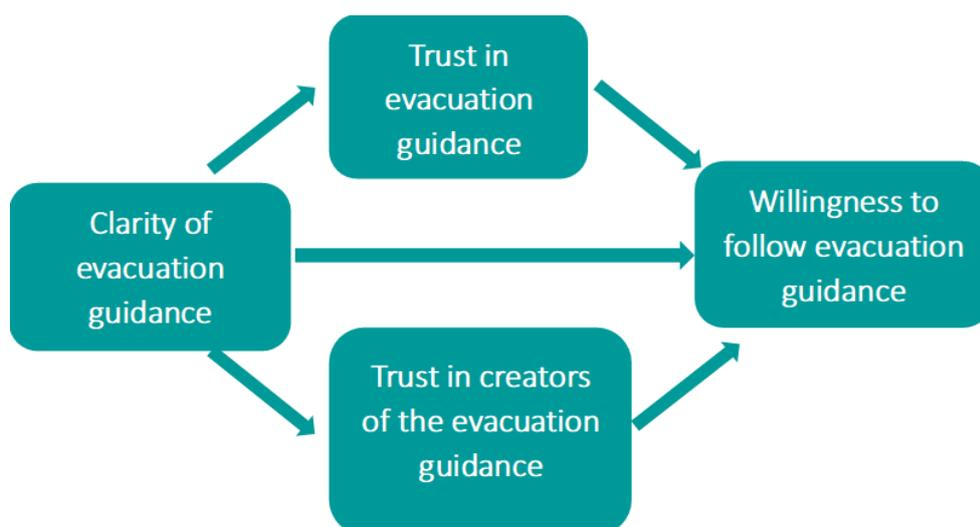 Trust in
evacuation
guidance
Clarity of
evacuation
guidance
Willingness to
follow evacuation
guidance
Trust in creators
of the evacuation
guidance